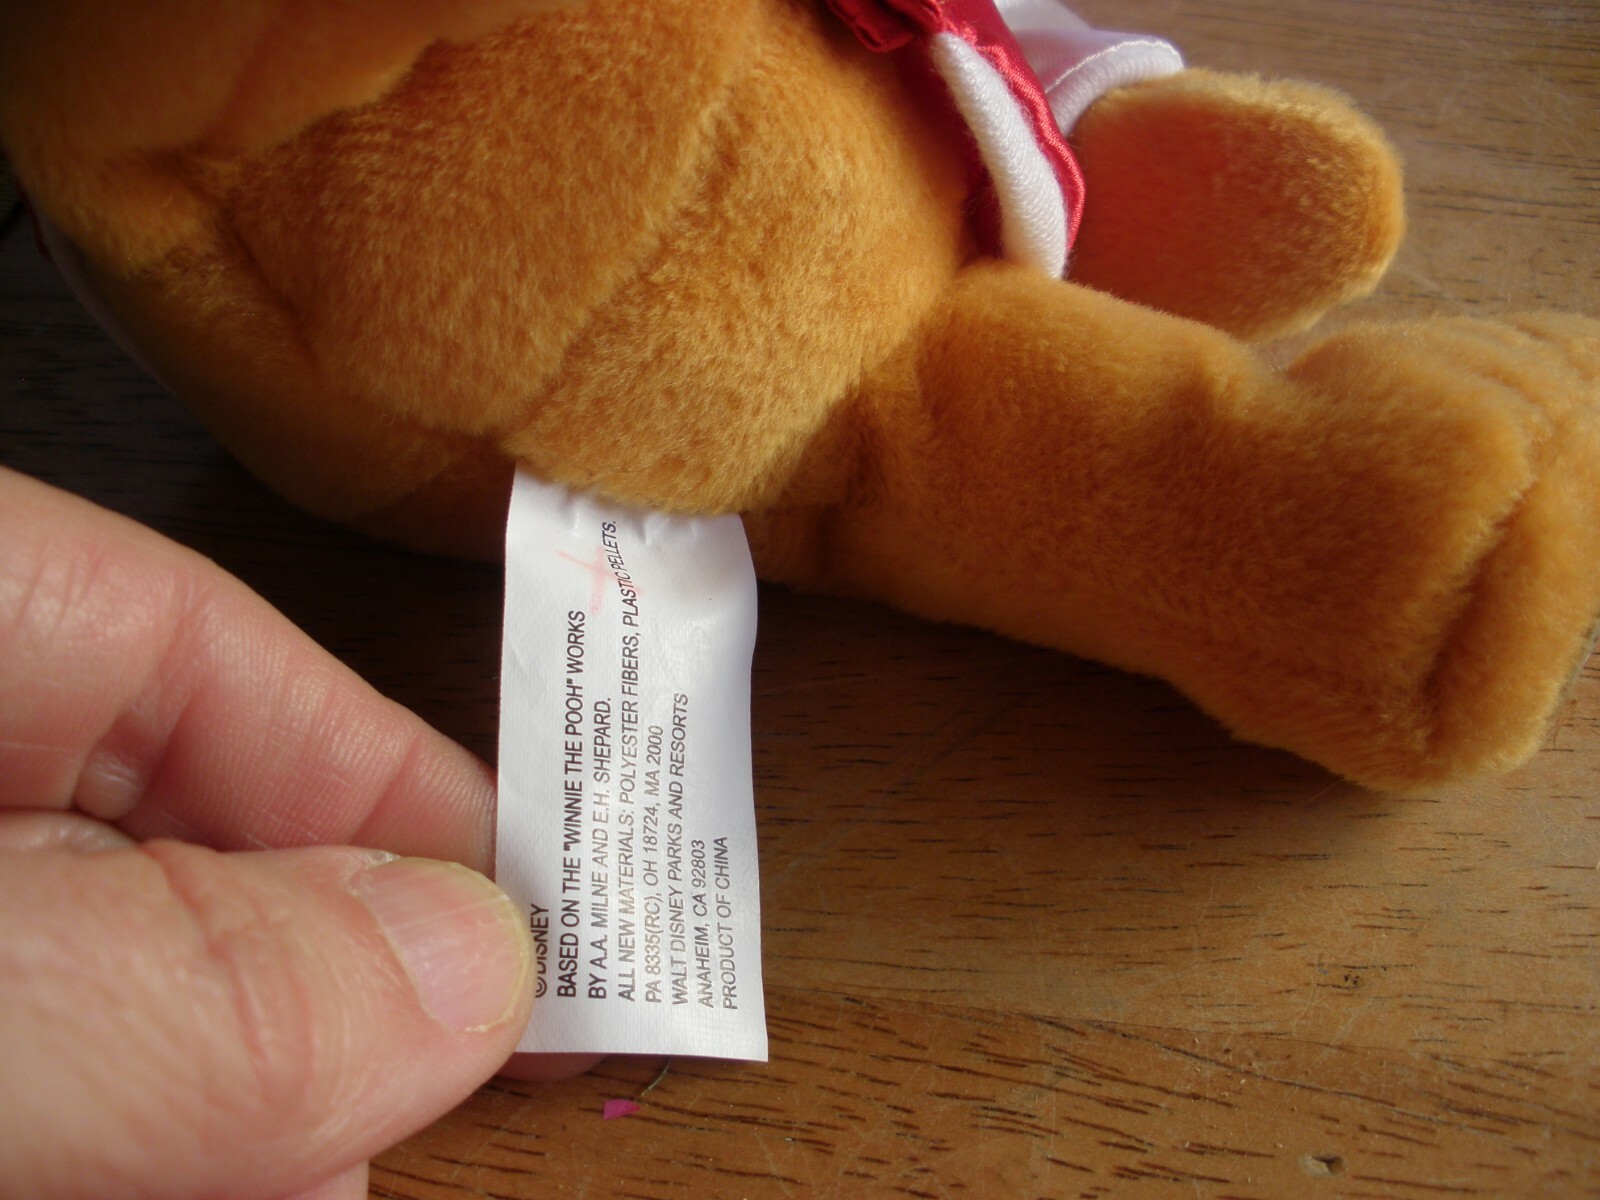 ©DISNEY
BASED ON THE "WINNIE THE POOH" WORKS
BY A.A. MILNE AND E.H. SHEPARD.
ALL NEW MATERIALS: POLYESTER FIBERS, PLASTIC PELLETS.
PA 8335(RC), OH 18724, MA 2000
WALT DISNEY PARKS AND RESORTS
ANAHEIM, CA 92803
PRODUCT OF CHINA